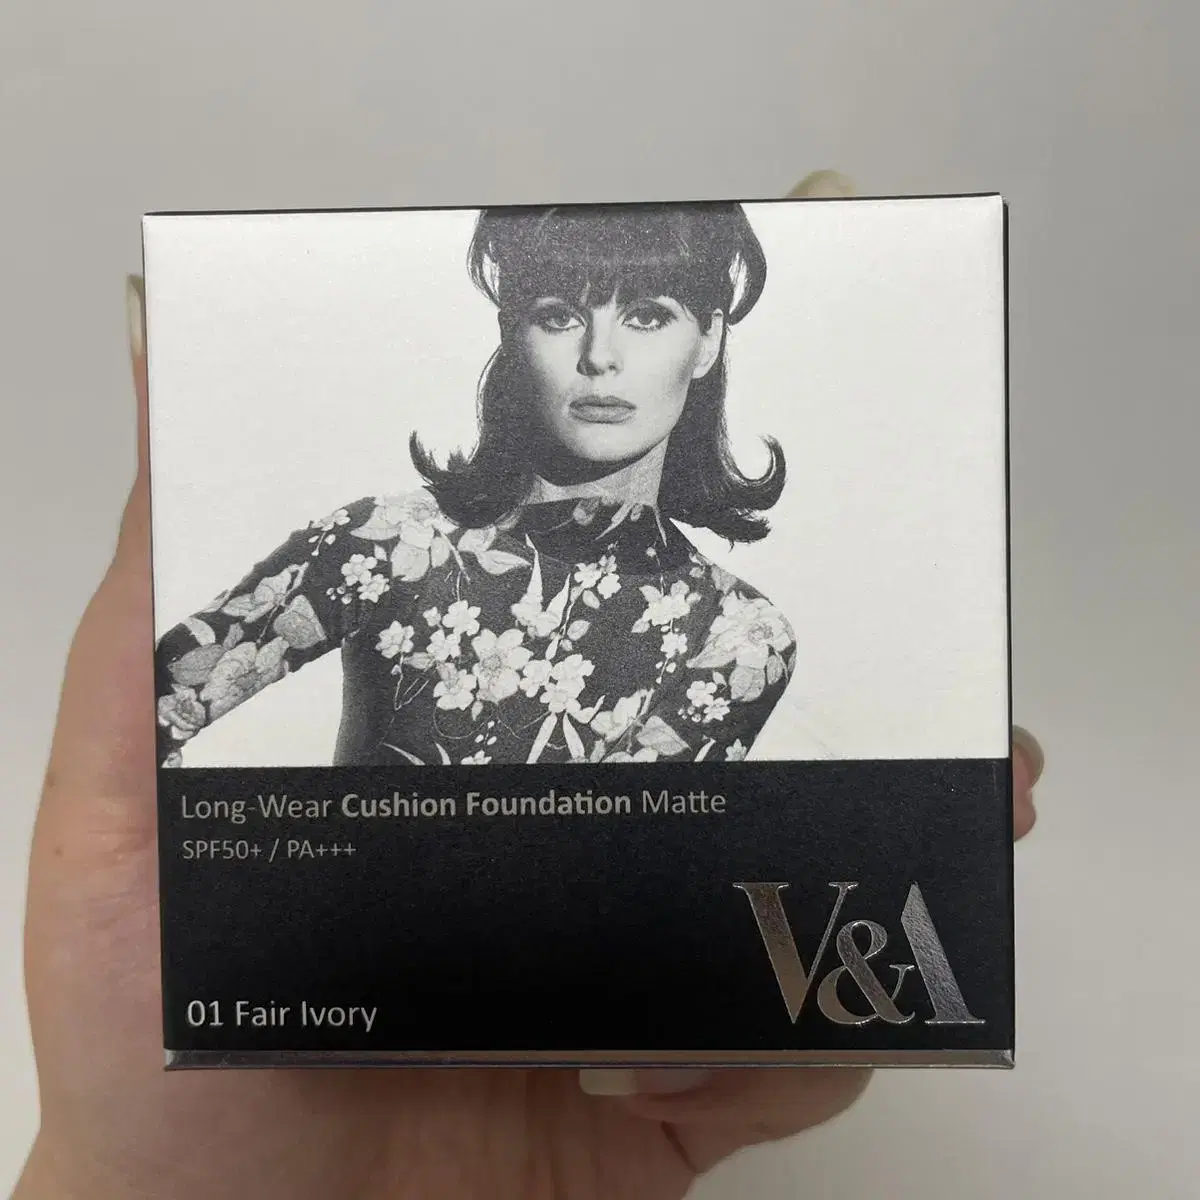 Long-Wear Cushion Foundation Matte
SPF50+ / PA+++
V&A
01 Fair Ivory